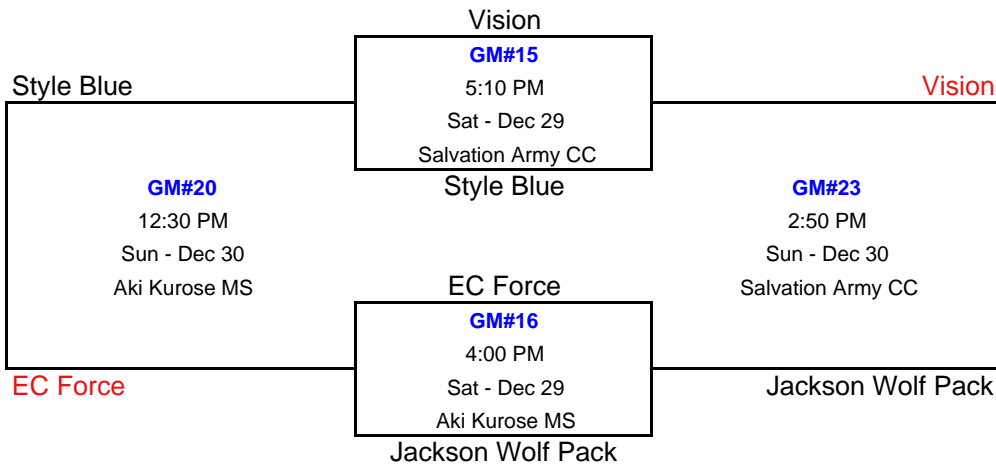 Vision
GM#15
Style Blue
5:10 PM
Vision
Sat - Dec 29
Salvation Army CC
GM#20
Style Blue
GM#23
12:30 PM
2:50 PM
Sun - Dec 30
Sun - Dec 30
Aki Kurose MS
EC Force
Salvation Army CC
GM#16
4:00 PM
EC Force
Sat - Dec 29
Jackson Wolf Pack
Aki Kurose MS
Jackson Wolf Pack